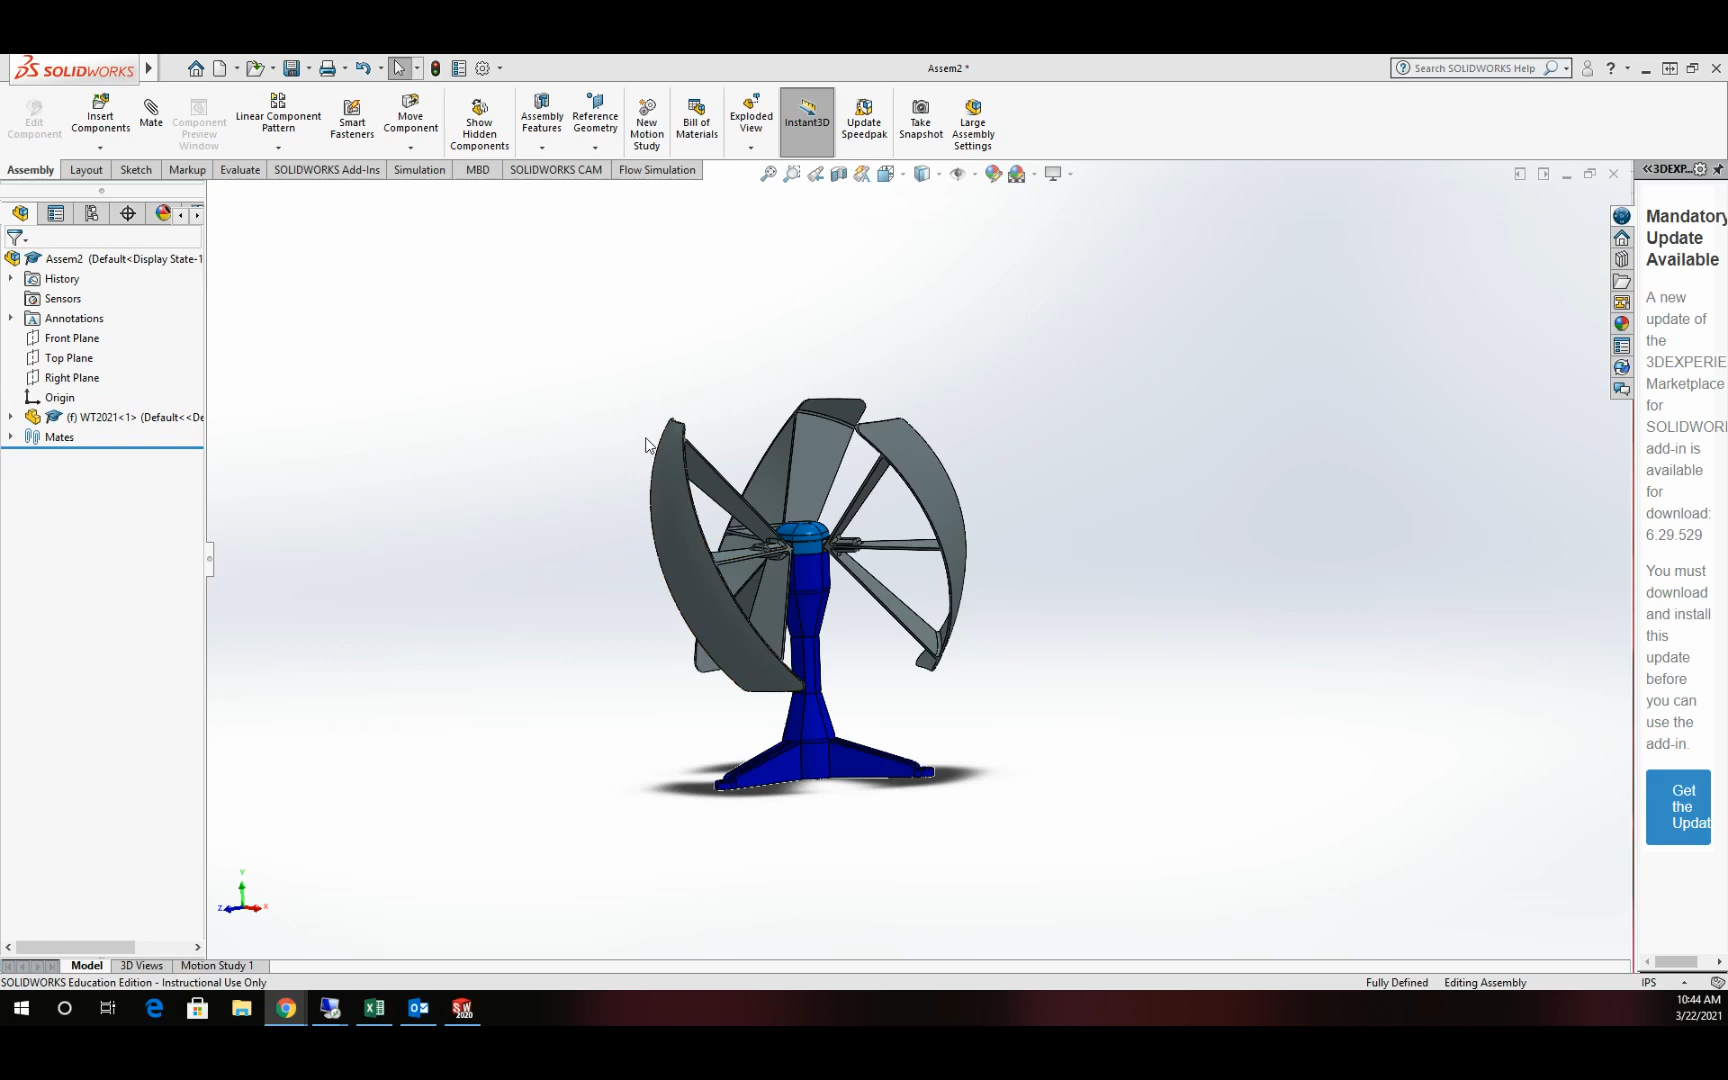 SOLIDWORKS
Assem2 *
Search SOLIDWORKS Help
Edit
Component
Insert
Components
Mate
Component
Preview
Window
Linear Component
Pattern
Smart
Fasteners
Move
Component
Show
Hidden
Components
Assembly
Features
Reference
Geometry
New
Motion
Study
Bill of
Materials
Exploded
View
Instant3D
Update
Speedpak
Take
Snapshot
Large
Assembly
Settings
Assembly Layout Sketch Markup Evaluate SOLIDWORKS Add-Ins Simulation MBD SOLIDWORKS CAM Flow Simulation
3DEXP...
Assem2 (Default<Display State-1
History
Sensors
Annotations
Front Plane
Top Plane
Right Plane
Origin
(f) WT2021<1> (Default<<De
Mates
Mandatory
Update
Available
A new
update of
the
3DEXPERIE
Marketplace
for
SOLIDWORI
add-in is
available
for
download:
6.29.529
You must
download
and install
this
update
before
you can
use the
add-in.
Get
the
Updat
Y
Z
X
Model 3D Views Motion Study 1
SOLIDWORKS Education Edition - Instructional Use Only
Fully Defined Editing Assembly IPS
SW
2020
10:44 AM
3/22/2021